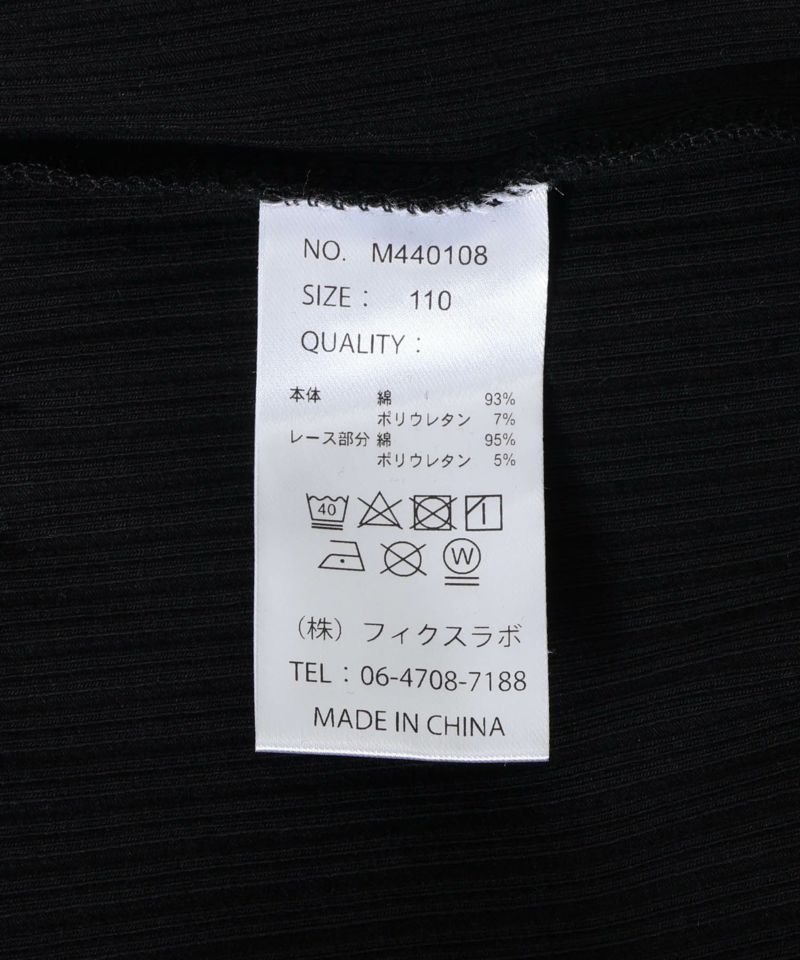 NO. M440108
SIZE： 110
QUALITY：
本体 綿 93%
ポリウレタン 7%
レース部分 綿 95%
ポリウレタン 5%
40
W
（株）フィクスラボ
TEL：06-4708-7188
MADE IN CHINA